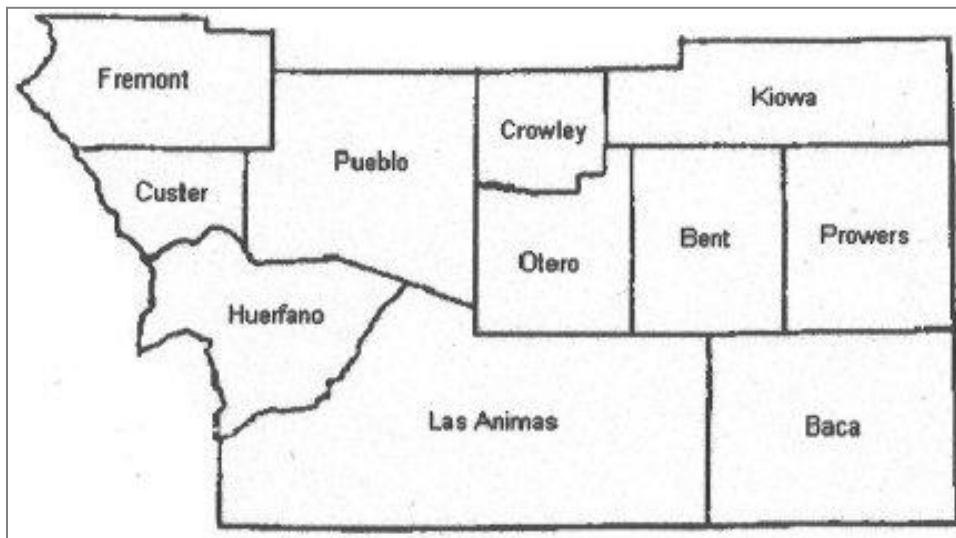 Fremont
Kiowa
Crowley
Pueblo
Custer
Bent
Prowers
Otero
Huerfano
Las Animas
Baca